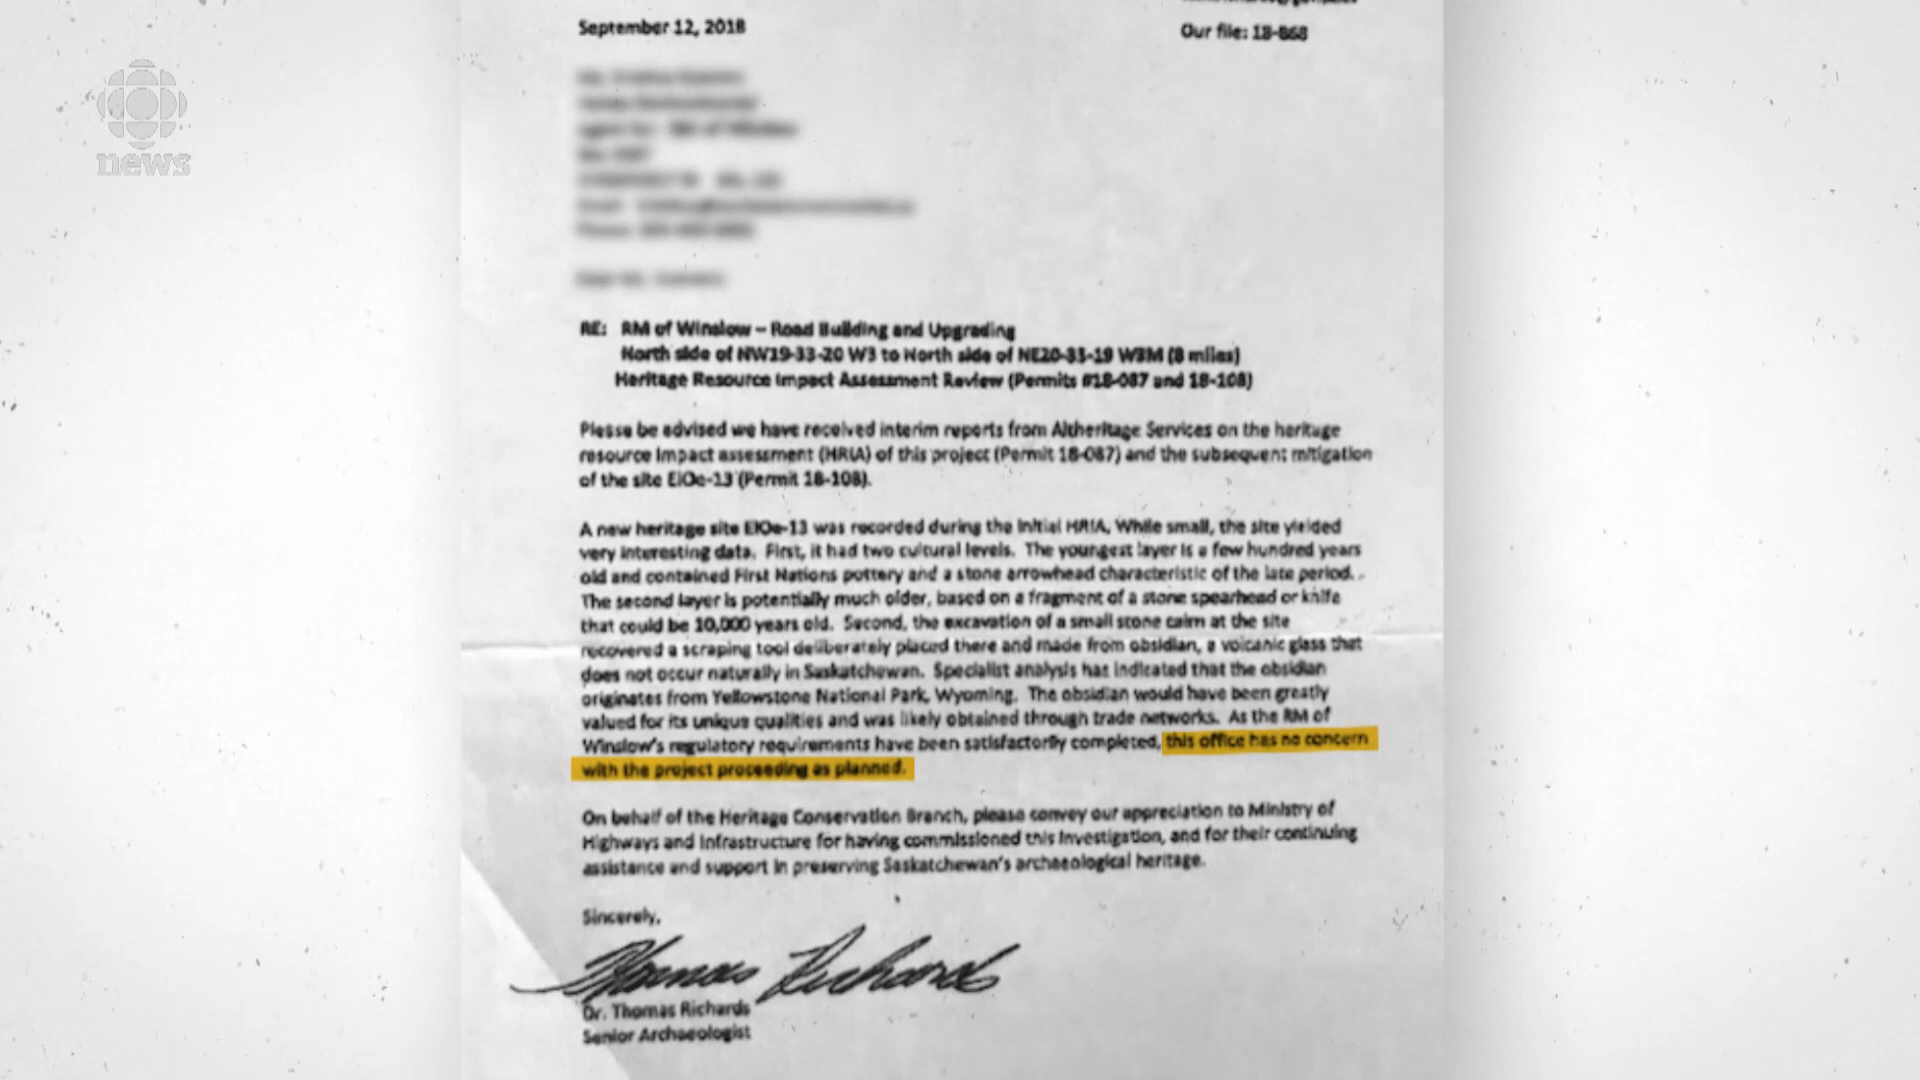 news
September 12, 2018
Our file: 18-868
RE: RM of Winslow – Road Building and Upgrading
North side of NW19-33-20 W3 to North side of NE20-33-19 W3M (8 miles)
Heritage Resource Impact Assessment Review (Permits #18-087 and 18-108)
Please be advised we have received interim reports from Altheritage Services on the heritage
resource impact assessment (HRIA) of this project (Permit 18-087) and the subsequent mitigation
of the site EiOe-13 (Permit 18-108).
A new heritage site EiOe-13 was recorded during the initial HRIA. While small, the site yielded
very interesting data. First, it had two cultural levels. The youngest layer is a few hundred years
old and contained First Nations pottery and a stone arrowhead characteristic of the late period.
The second layer is potentially much older, based on a fragment of a stone spearhead or knife
that could be 10,000 years old. Second, the excavation of a small stone cairn at the site
recovered a scraping tool deliberately placed there and made from obsidian, a volcanic glass that
does not occur naturally in Saskatchewan. Specialist analysis has indicated that the obsidian
originates from Yellowstone National Park, Wyoming. The obsidian would have been greatly
valued for its unique qualities and was likely obtained through trade networks. As the RM of
Winslow's regulatory requirements have been satisfactorily completed, this office has no concern
with the project proceeding as planned.
On behalf of the Heritage Conservation Branch, please convey our appreciation to Ministry of
Highways and Infrastructure for having commissioned this investigation, and for their continuing
assistance and support in preserving Saskatchewan's archaeological heritage.
Sincerely,
Thomas Richards
Dr. Thomas Richards
Senior Archaeologist